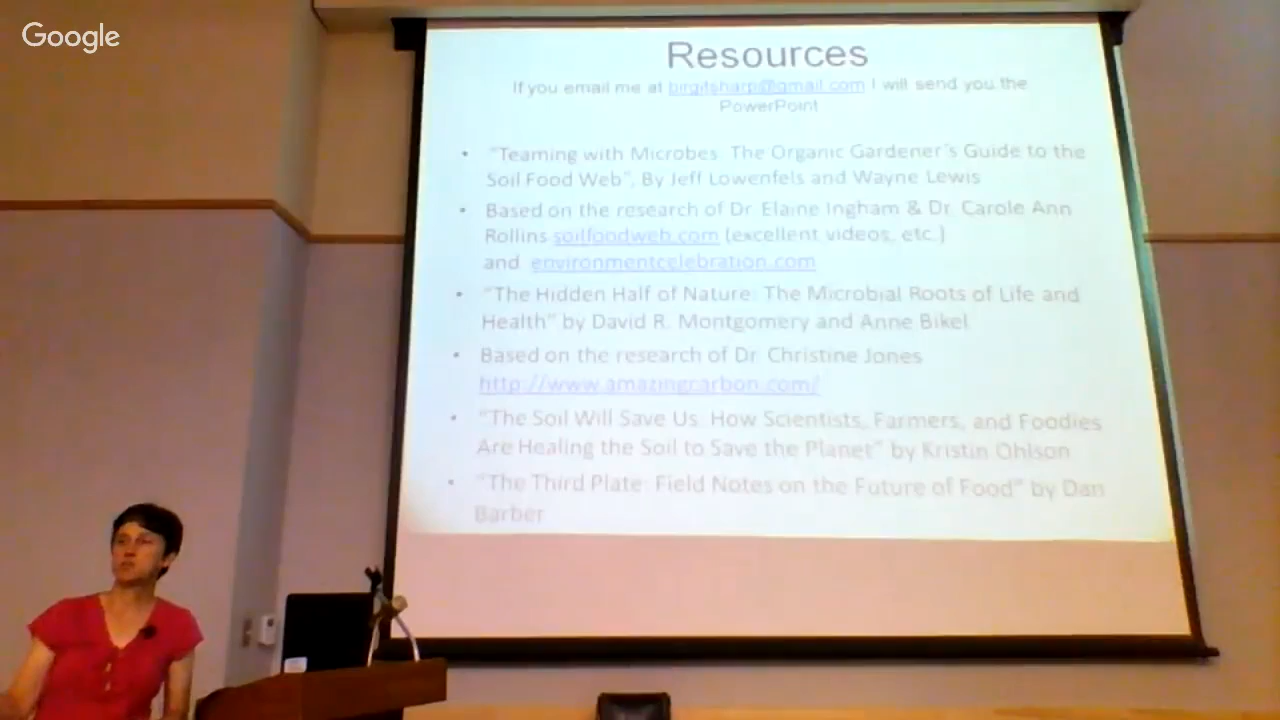 Google
Resources
If you email me at birgitsharp@gmail.com I will send you the
PowerPoint
• "Teaming with Microbes: The Organic Gardener's Guide to the
Soil Food Web", By Jeff Lowenfels and Wayne Lewis
• Based on the research of Dr. Elaine Ingham & Dr. Carole Ann
Rollins soilfoodweb.com (excellent videos, etc.)
and environmentcelebration.com
• "The Hidden Half of Nature: The Microbial Roots of Life and
Health" by David R. Montgomery and Anne Bikel
• Based on the research of Dr. Christine Jones
http://www.amazingcarbon.com/
• "The Soil Will Save Us: How Scientists, Farmers, and Foodies
Are Healing the Soil to Save the Planet" by Kristin Ohlson
• "The Third Plate: Field Notes on the Future of Food" by Dan
Barber